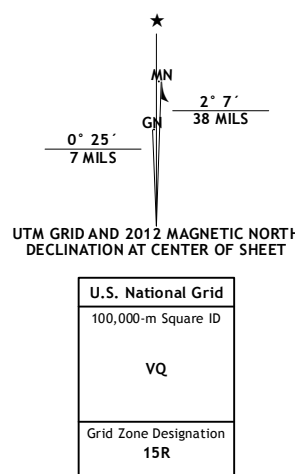 ★
MN
2° 7´
38 MILS
GN
0° 25´
7 MILS
UTM GRID AND 2012 MAGNETIC NORTH
DECLINATION AT CENTER OF SHEET
U.S. National Grid
100,000-m Square ID
VQ
Grid Zone Designation
15R